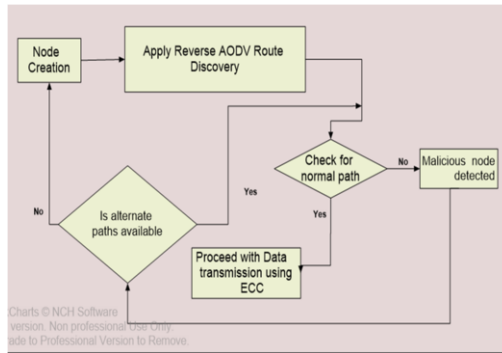 Node
Creation
Apply Reverse AODV Route
Discovery
Check for
normal path
No
Malicious node
detected
Is alternate
paths available
No
Yes
Yes
Proceed with Data
transmission using
ECC
Charts © NCH Software
version. Non professional Use Only.
ade to Professional Version to Remove.